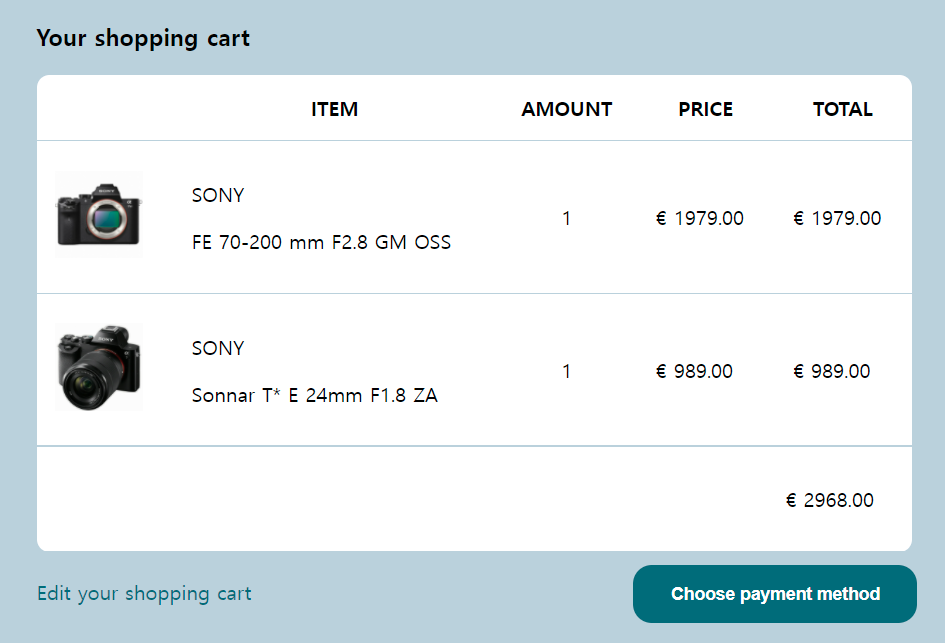 Your shopping cart
ITEM AMOUNT PRICE TOTAL
SONY
FE 70-200 mm F2.8 GM OSS
1 € 1979.00 € 1979.00
SONY
Sonnar T* E 24mm F1.8 ZA
1 € 989.00 € 989.00
€ 2968.00
Edit your shopping cart
Choose payment method